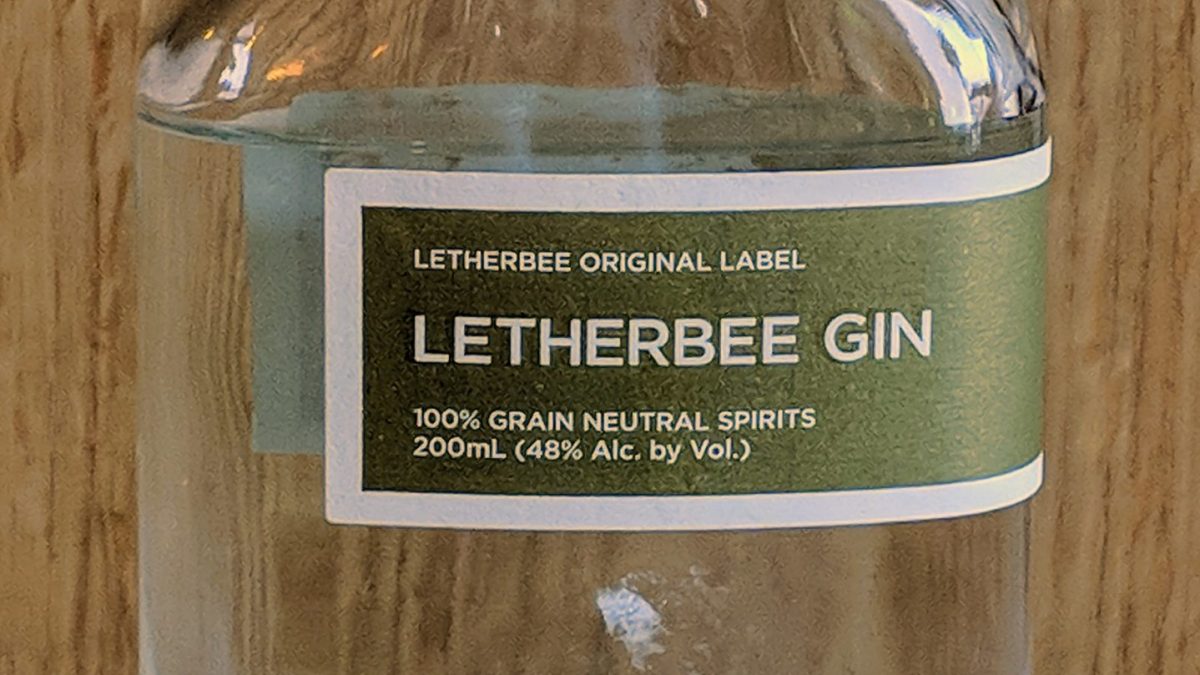 LETHERBEE ORIGINAL LABEL
LETHERBEE GIN
100% GRAIN NEUTRAL SPIRITS
200mL (48% Alc. by Vol.)